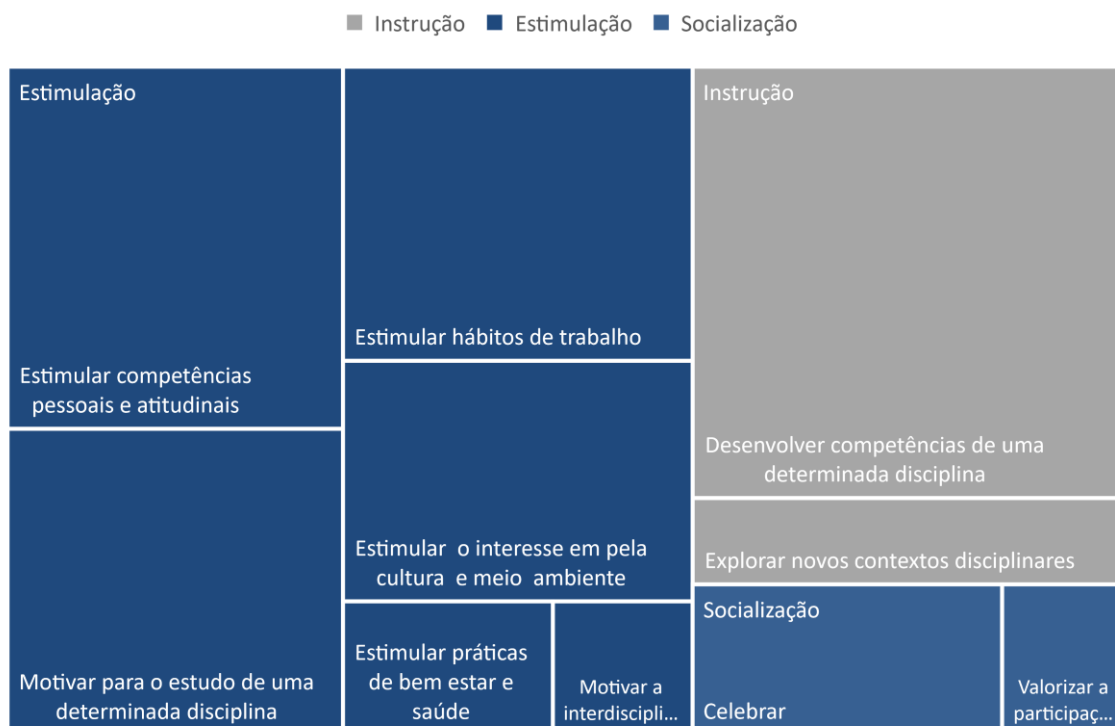 Instrução Estimulação Socialização
Estimulação
Estimular competências
pessoais e atitudinais
Motivar para o estudo de uma
determinada disciplina
Estimular hábitos de trabalho
Estimular o interesse em pela
cultura e meio ambiente
Estimular práticas
de bem estar e
saúde
Motivar a
interdiscipli...
Instrução
Desenvolver competências de uma
determinada disciplina
Explorar novos contextos disciplinares
Socialização
Celebrar
Valorizar a
participaç...